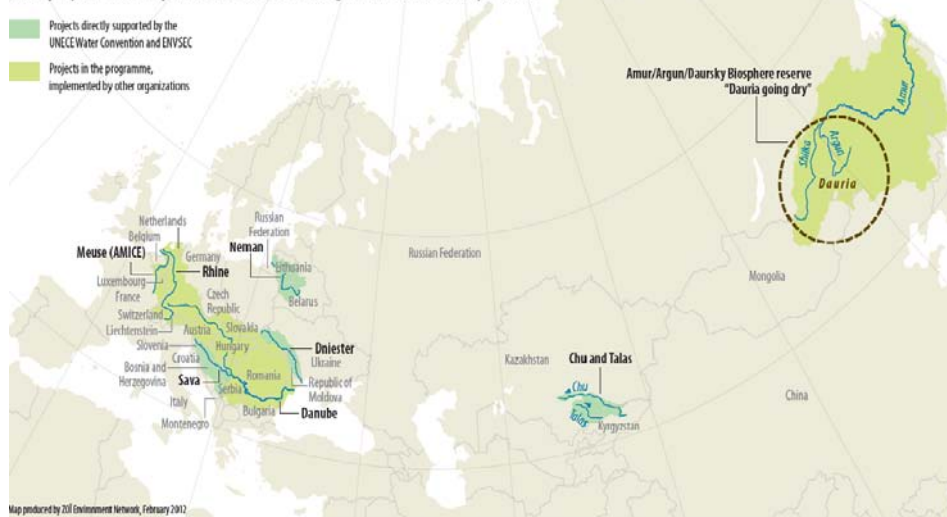 Projects directly supported by the
UNECE Water Convention and ENVSEC
Projects in the programme,
implemented by other organizations
Amur/Argun/Daursky Biosphere reserve
"Dauria going dry"
Amur
Argun
Shilka
Dauria
Netherlands
Belgium
Meuse (AMICE)
Germany
Rhine
Luxembourg
France
Switzerland
Liechtenstein
Russian
Federation
Neman
Lithuania
Belarus
Russian Federation
Mongolia
Czech
Republic
Slovakia
Austria
Slovenia
Hungary
Croatia
Bosnia and
Herzegovina
Sava
Serbia
Romania
Italy
Montenegro
Bulgaria
Danube
Dniester
Ukraine
Republic of
Moldova
Kazakhstan
Chu and Talas
Chu
Talas
Kyrgyzstan
China
Map produced by ZOÏ Environment Network, February 2012